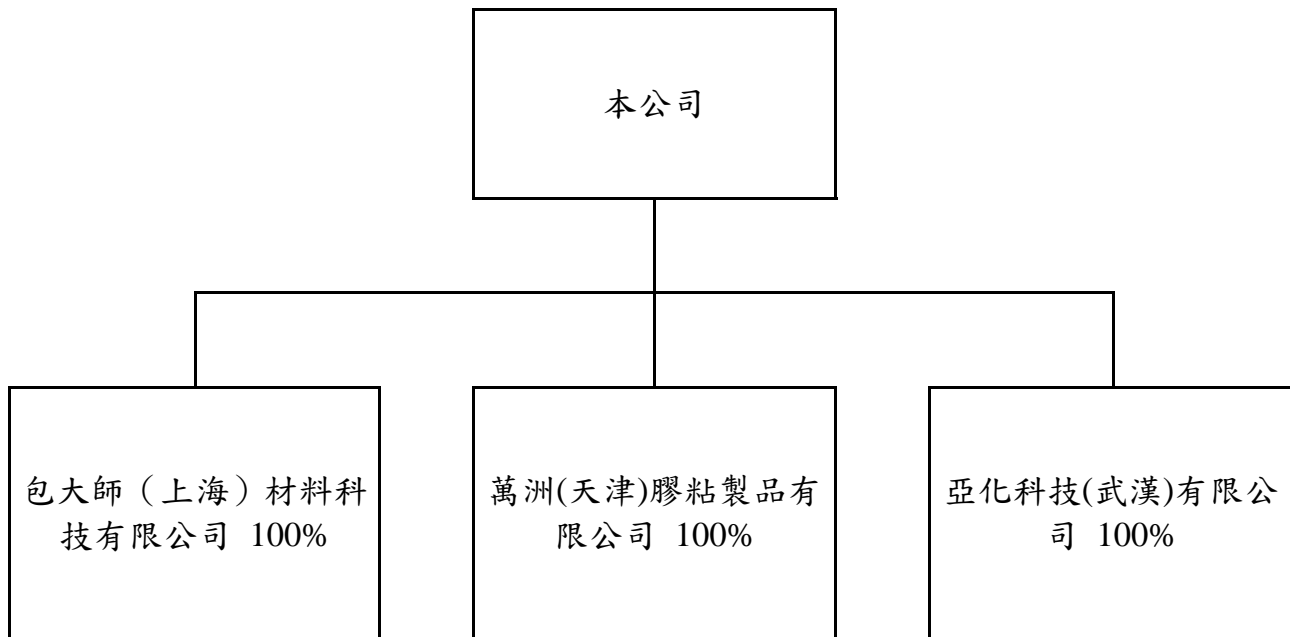 本公司
包大師（上海）材料科
技有限公司 100%
萬洲(天津)膠粘製品有
限公司 100%
亞化科技(武漢)有限公
司 100%